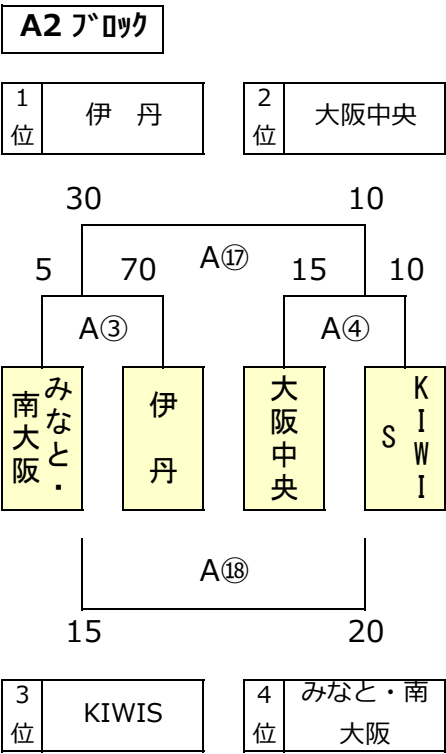 A2 ﾌﾞﾛｯｸ
1位 伊 丹
2位 大阪中央
30 10
5 70 A⑰ 15 10
A③ A④
みなと・南大阪
伊 丹
大阪中央
KIWIS
A⑱
15 20
3位 KIWIS
4位 みなと・南
大阪